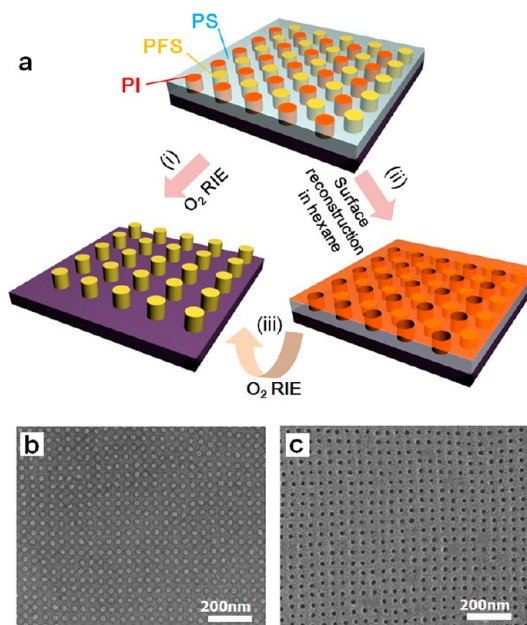 a
PS
PFS
PI
(i)
O₂ RIE
(ii)
Surface
reconstruction
in hexane
(iii)
O₂ RIE
b
200nm
c
200nm